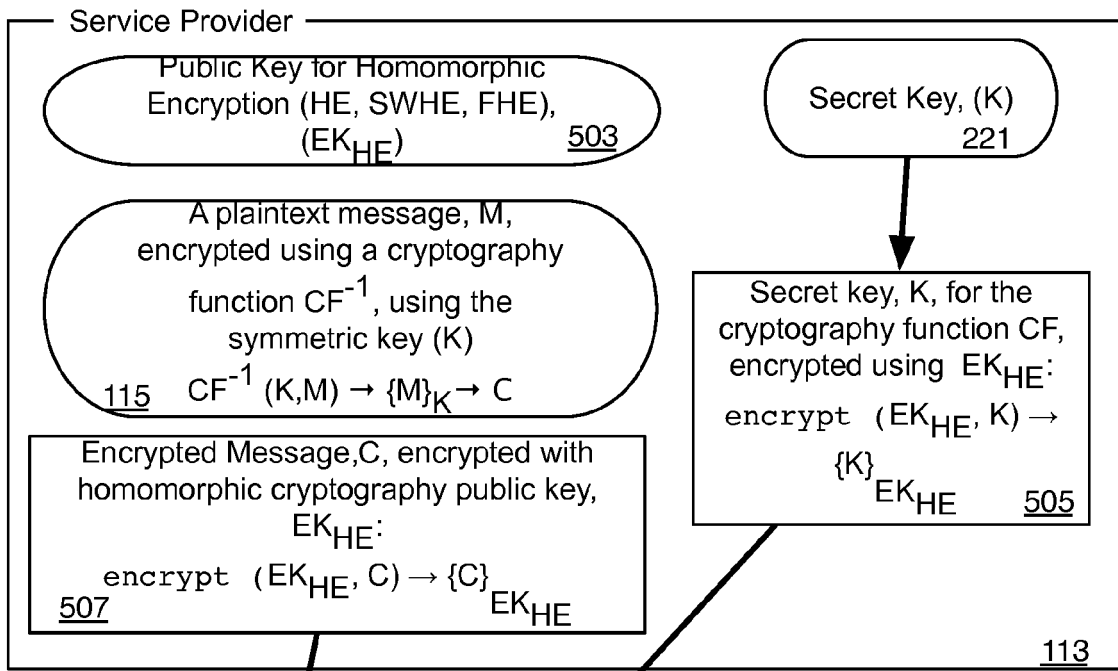 Service Provider
Public Key for Homomorphic
Encryption (HE, SWHE, FHE),
(EK_HE)
503
Secret Key, (K)
221
A plaintext message, M,
encrypted using a cryptography
function CF^-1, using the
symmetric key (K)
115 CF^-1 (K,M) → {M}_K → C
Secret key, K, for the
cryptography function CF,
encrypted using EK_HE:
encrypt (EK_HE, K) →
{K}_EK_HE
505
Encrypted Message,C, encrypted with
homomorphic cryptography public key,
EK_HE:
encrypt (EK_HE, C) → {C}_EK_HE
507
113